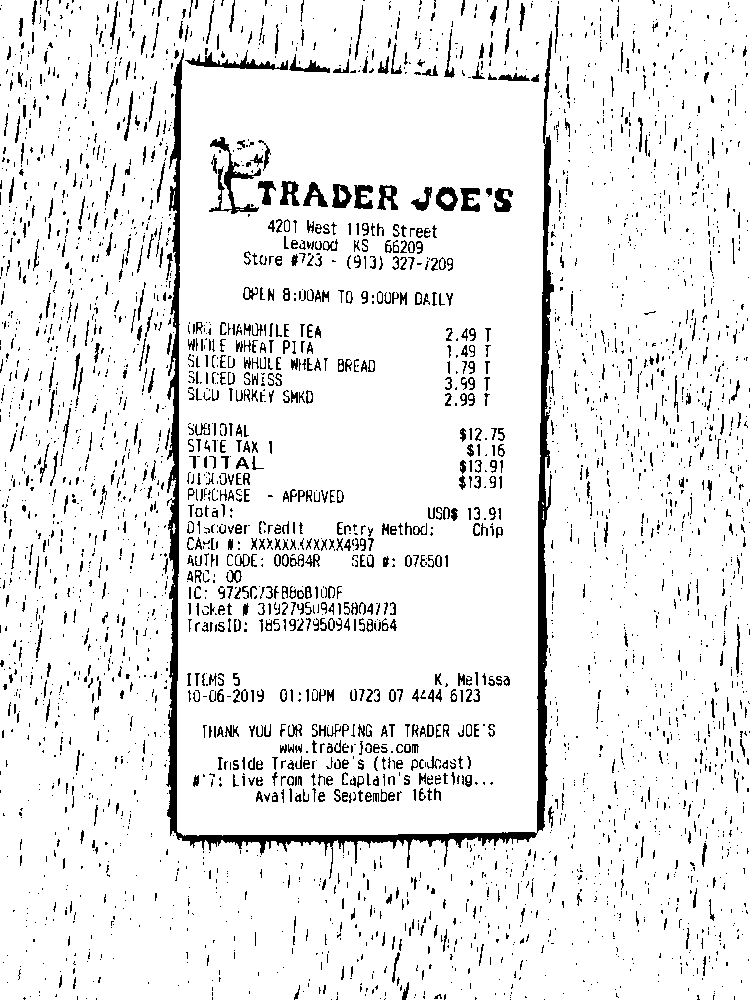 TRADER JOE'S
4201 West 119th Street
Leawood KS 66209
Store #723 - (913) 327-7209
OPEN 8:00AM TO 9:00PM DAILY
ORG CHAMOMILE TEA 2.49 T
WHOLE WHEAT PITA 1.49 T
SLICED WHOLE WHEAT BREAD 1.79 T
SLICED SWISS 3.99 T
SLCD TURKEY SMKD 2.99 T
SUBTOTAL $12.75
STATE TAX 1 $1.16
TOTAL $13.91
DISCOVER $13.91
PURCHASE - APPROVED
Total: USD$ 13.91
Discover Credit Entry Method: Chip
CARD #: XXXXXXXXXXXX4997
AUTH CODE: 00684R SEQ #: 078501
ARC: 00
TC:
Ticket # 319279509415804773
TransID: 185192795094158064
ITEMS 5 K, Melissa
10-06-2019 01:10PM 0723 07 4444 6123
THANK YOU FOR SHOPPING AT TRADER JOE'S
www.traderjoes.com
Inside Trader Joe's (the podcast)
Live from the Captain's Meeting...
Available September 16th